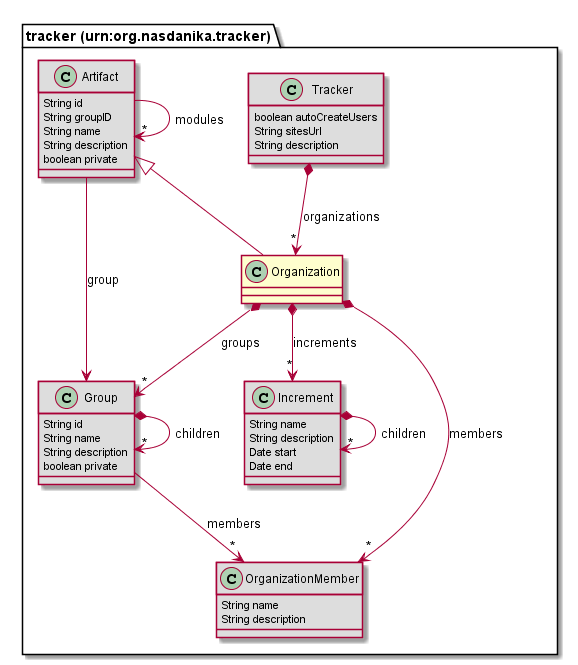 tracker (urn:org.nasdanika.tracker)
C Artifact
String id
String groupID
String name
String description
boolean private
* modules
C Tracker
boolean autoCreateUsers
String sitesUrl
String description
organizations
*
C Organization
group
groups
*
increments
*
members
*
C Group
String id
String name
String description
boolean private
* children
C Increment
String name
String description
Date start
Date end
* children
members
*
C OrganizationMember
String name
String description